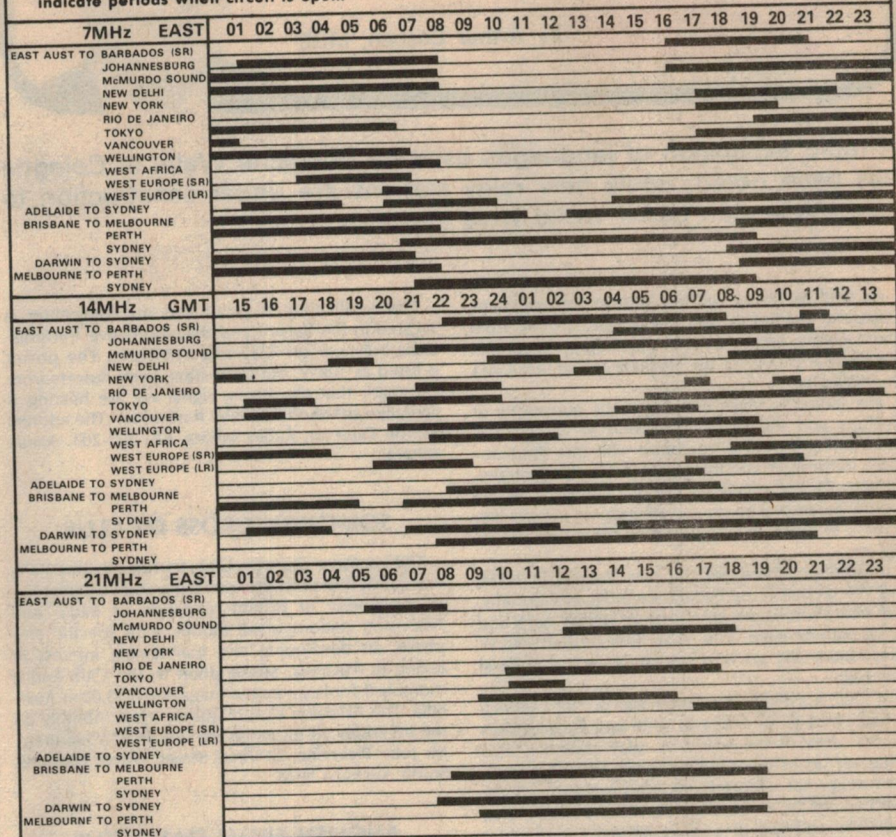 indicate periods when circuit is open.
7MHz EAST 01 02 03 04 05 06 07 08 09 10 11 12 13 14 15 16 17 18 19 20 21 22 23
EAST AUST TO BARBADOS (SR)
JOHANNESBURG
McMURDO SOUND
NEW DELHI
NEW YORK
RIO DE JANEIRO
TOKYO
VANCOUVER
WELLINGTON
WEST AFRICA
WEST EUROPE (SR)
WEST EUROPE (LR)
ADELAIDE TO SYDNEY
BRISBANE TO MELBOURNE
PERTH
SYDNEY
DARWIN TO SYDNEY
MELBOURNE TO PERTH
SYDNEY
14MHz GMT 15 16 17 18 19 20 21 22 23 24 01 02 03 04 05 06 07 08 09 10 11 12 13
EAST AUST TO BARBADOS (SR)
JOHANNESBURG
McMURDO SOUND
NEW DELHI
NEW YORK
RIO DE JANEIRO
TOKYO
VANCOUVER
WELLINGTON
WEST AFRICA
WEST EUROPE (SR)
WEST EUROPE (LR)
ADELAIDE TO SYDNEY
BRISBANE TO MELBOURNE
PERTH
SYDNEY
DARWIN TO SYDNEY
MELBOURNE TO PERTH
SYDNEY
21MHz EAST 01 02 03 04 05 06 07 08 09 10 11 12 13 14 15 16 17 18 19 20 21 22 23
EAST AUST TO BARBADOS (SR)
JOHANNESBURG
McMURDO SOUND
NEW DELHI
NEW YORK
RIO DE JANEIRO
TOKYO
VANCOUVER
WELLINGTON
WEST AFRICA
WEST EUROPE (SR)
WEST EUROPE (LR)
ADELAIDE TO SYDNEY
BRISBANE TO MELBOURNE
PERTH
SYDNEY
DARWIN TO SYDNEY
MELBOURNE TO PERTH
SYDNEY